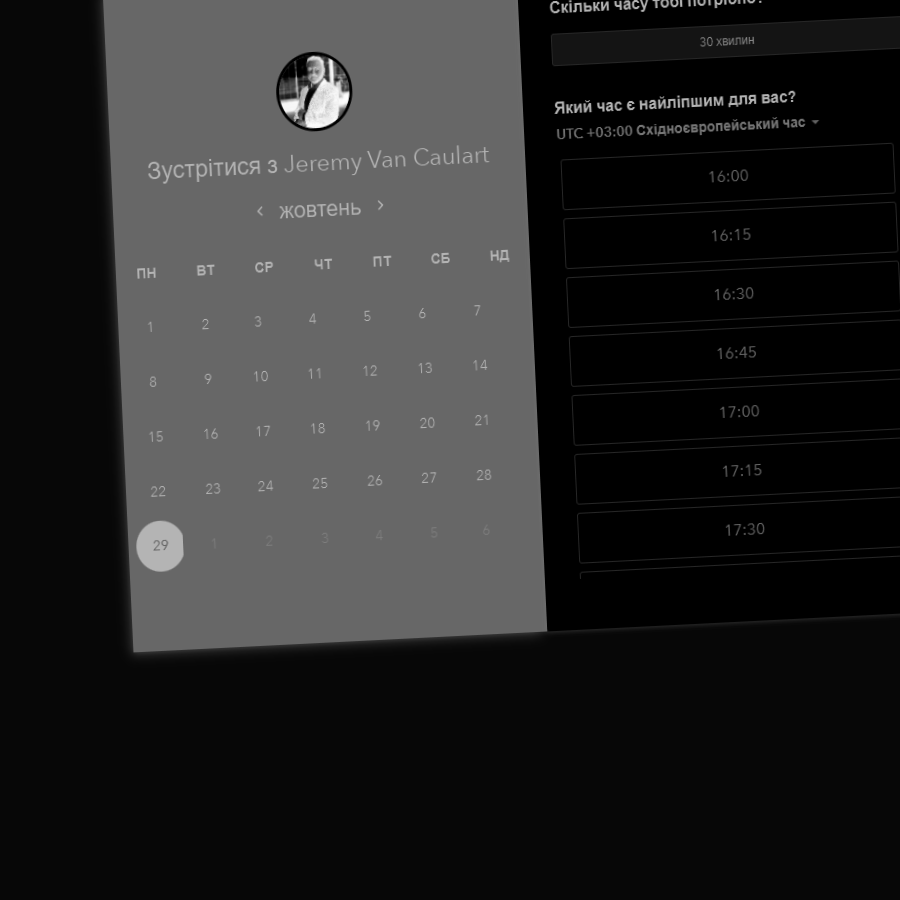 Зустрітися з Jeremy Van Caulart
‹ жовтень ›
ПН ВТ СР ЧТ ПТ СБ НД
1 2 3 4 5 6 7
8 9 10 11 12 13 14
15 16 17 18 19 20 21
22 23 24 25 26 27 28
29 1 2 3 4 5 6
Скільки часу тобі потрібно?
30 хвилин
Який час є найліпшим для вас?
UTC +03:00 Східноєвропейський час
16:00
16:15
16:30
16:45
17:00
17:15
17:30